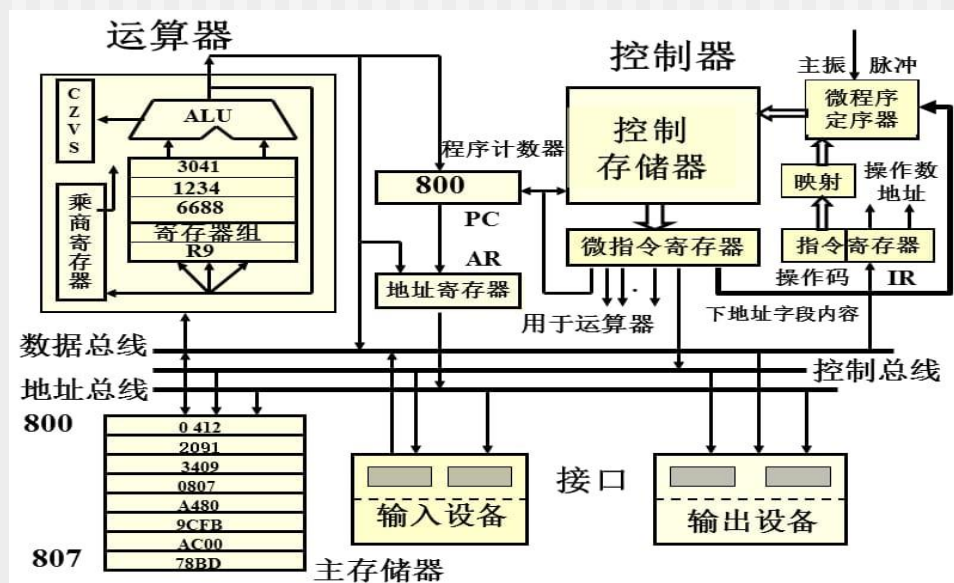 运算器
控制器
主振 脉冲
C
Z
V
S
ALU
微程序
定序器
控制
存储器
程序计数器
3041
1234
6688
寄存器组
R9
乘
商
寄
存
器
800
PC
映射
操作数
地址
AR
地址寄存器
微指令寄存器
指令寄存器
操作码
IR
用于运算器
下地址字段内容
数据总线
控制总线
地址总线
800
0 412
2091
3409
0807
A480
9CFB
AC00
78BD
807
主存储器
接口
输入设备
输出设备